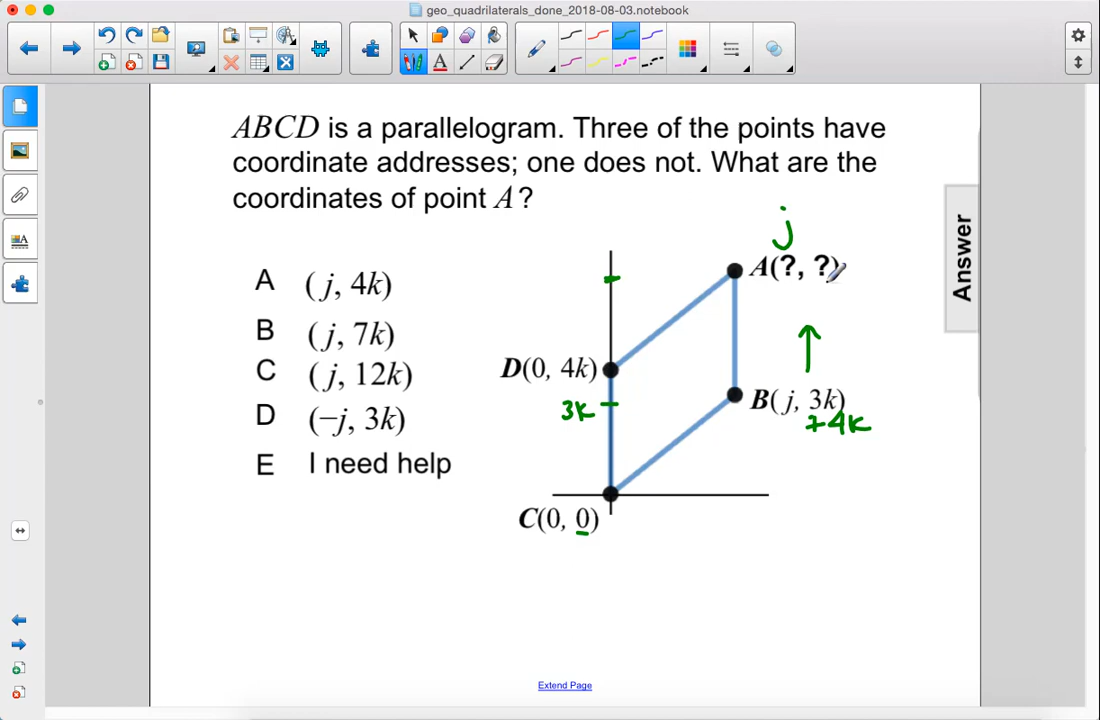 geo_quadrilaterals_done_2018-08-03.notebook
ABCD is a parallelogram. Three of the points have
coordinate addresses; one does not. What are the
coordinates of point A?
j
A (j, 4k)
B (j, 7k)
C (j, 12k)
D (−j, 3k)
E I need help
A(?, ?)
D(0, 4k)
3k
B(j, 3k)
+4k
C(0, 0)
Answer
Extend Page